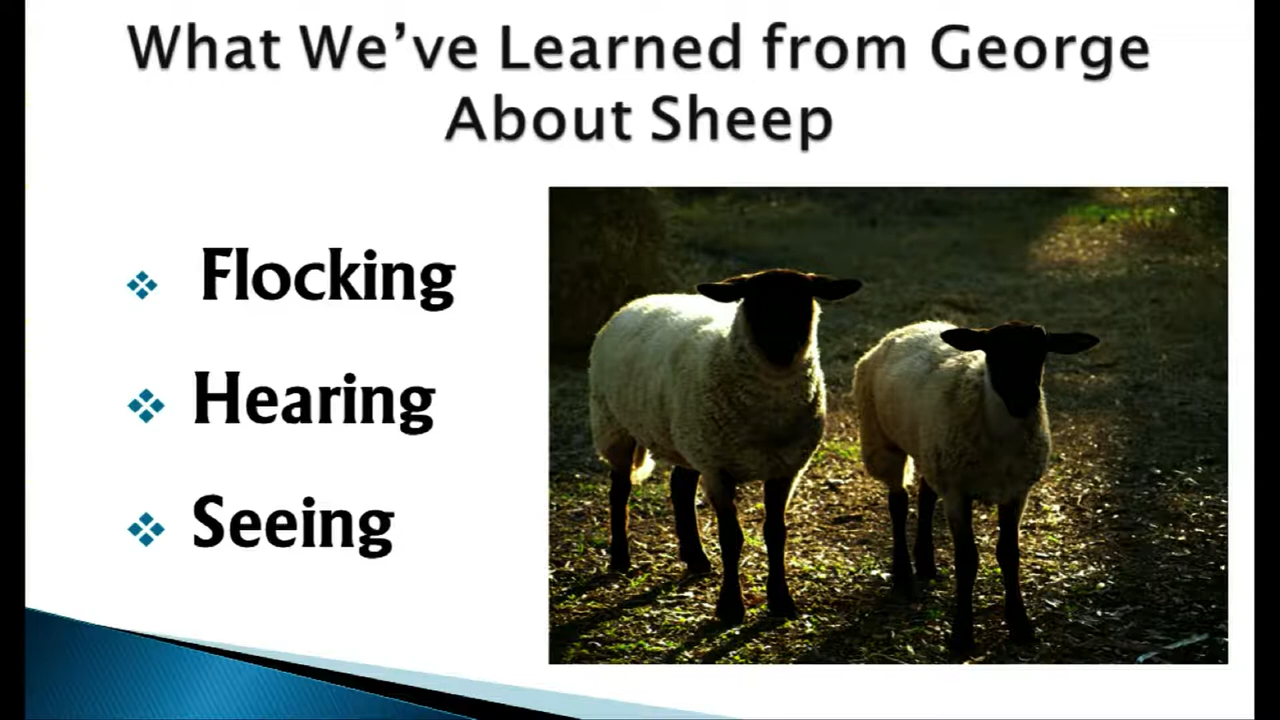 What We’ve Learned from George
About Sheep
Flocking
Hearing
Seeing